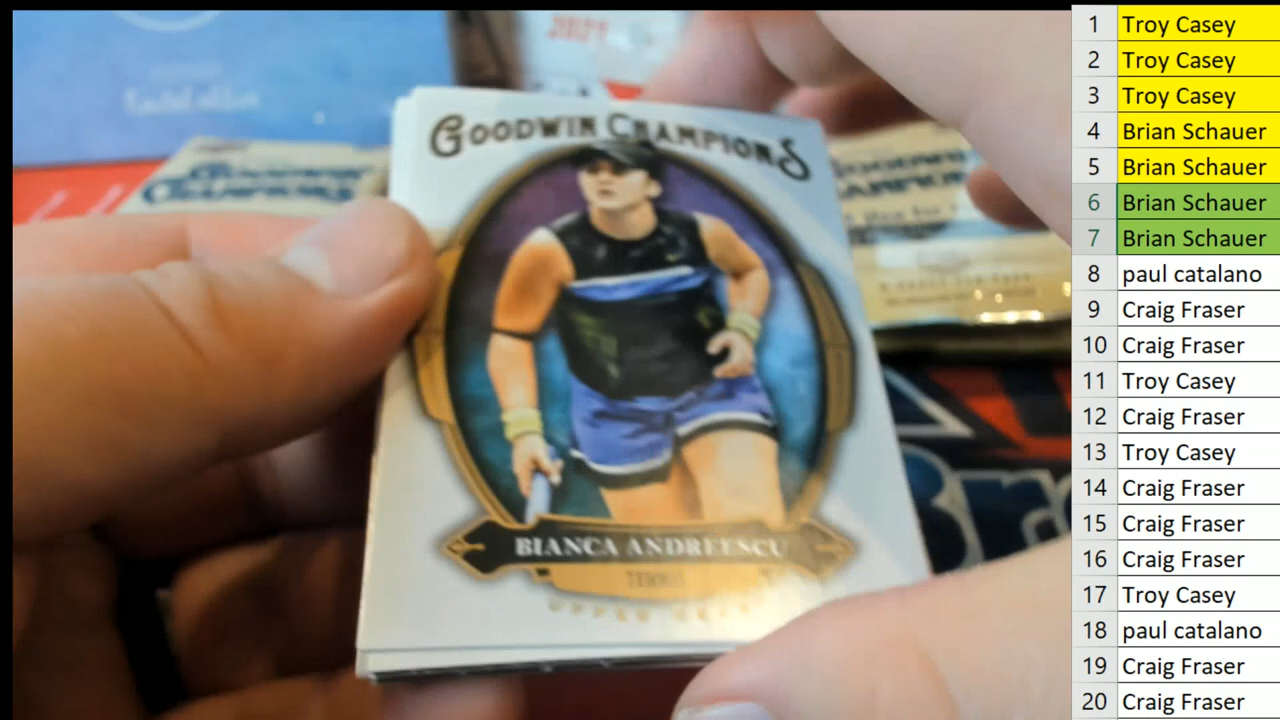 2021
GOODWIN CHAMPIONS
BIANCA ANDREESCU
TENNIS
UPPER DECK
1 Troy Casey
2 Troy Casey
3 Troy Casey
4 Brian Schauer
5 Brian Schauer
6 Brian Schauer
7 Brian Schauer
8 paul catalano
9 Craig Fraser
10 Craig Fraser
11 Troy Casey
12 Craig Fraser
13 Troy Casey
14 Craig Fraser
15 Craig Fraser
16 Craig Fraser
17 Troy Casey
18 paul catalano
19 Craig Fraser
20 Craig Fraser